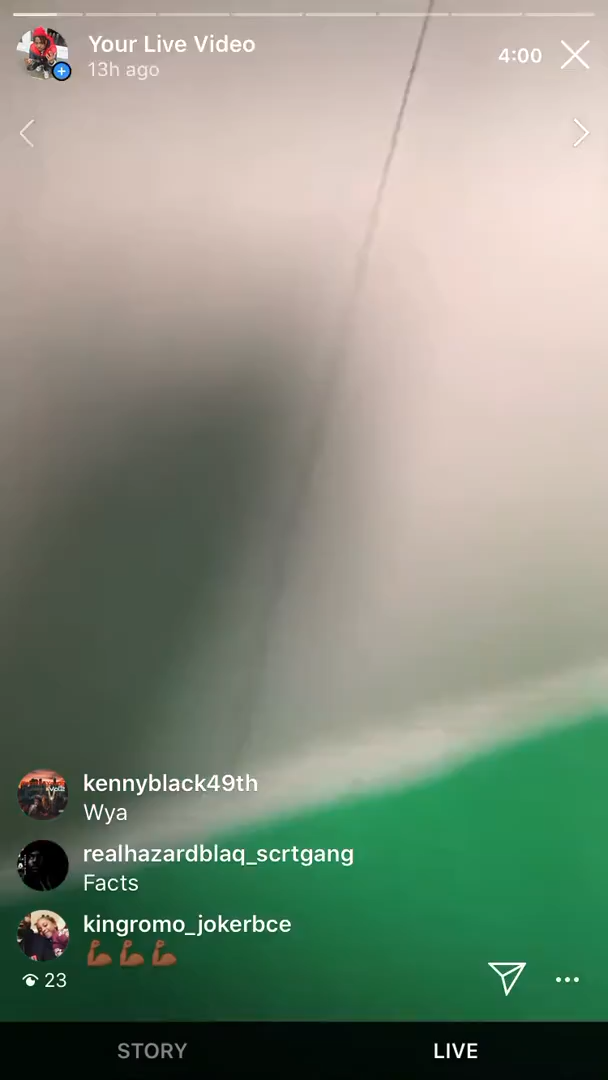 Your Live Video
13h ago
4:00
kennyblack49th
Wya
realhazardblaq_scrtgang
Facts
kingromo_jokerbce
💪🏾💪🏾💪🏾
23
STORY
LIVE